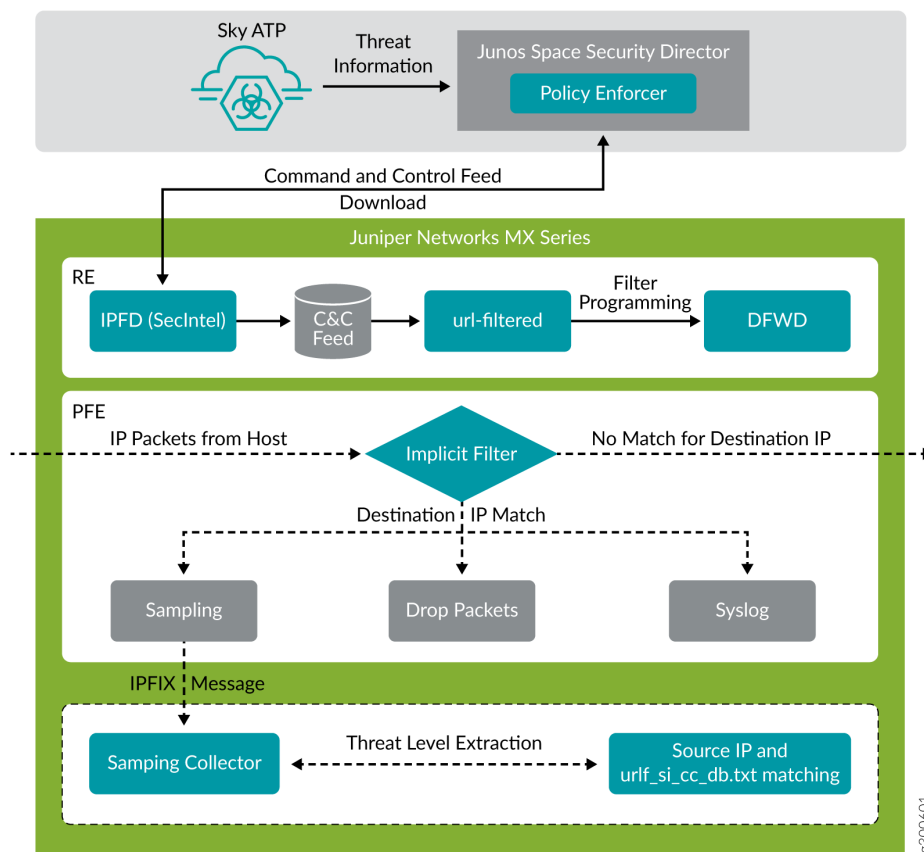 Sky ATP
Threat
Information
Junos Space Security Director
Policy Enforcer
Command and Control Feed
Download
Juniper Networks MX Series
RE
IPFD (SecIntel)
C&C
Feed
url-filtered
Filter
Programming
DFWD
PFE
IP Packets from Host
Implicit Filter
No Match for Destination IP
Destination IP Match
Sampling
Drop Packets
Syslog
IPFIX Message
Samping Collector
Threat Level Extraction
Source IP and
urlf_si_cc_db.txt matching